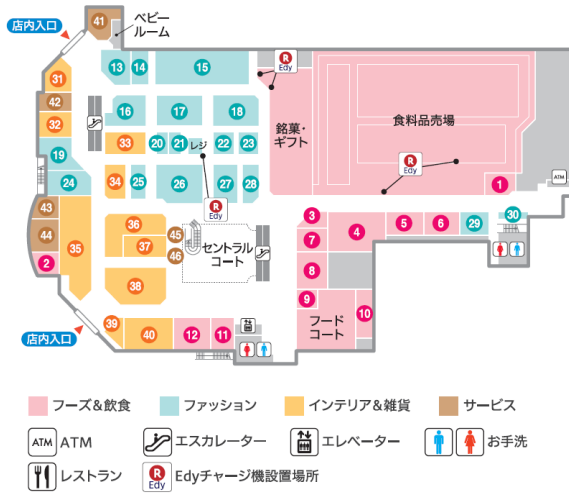 41
ベビー
ルーム
店内入口
R
Edy
31
13
14
15
42
32
16
17
18
銘菓・
ギフト
食料品売場
33
20
21
レジ
22
23
19
R
Edy
ATM
1
24
34
25
26
27
28
43
R
Edy
44
35
36
45
3
4
5
6
29
30
37
46
セントラル
コート
7
2
8
38
9
フード
コート
10
店内入口
39
40
12
11
フーズ&飲食
ファッション
インテリア&雑貨
サービス
ATM
ATM
エスカレーター
エレベーター
お手洗
レストラン
R
Edy
Edyチャージ機設置場所